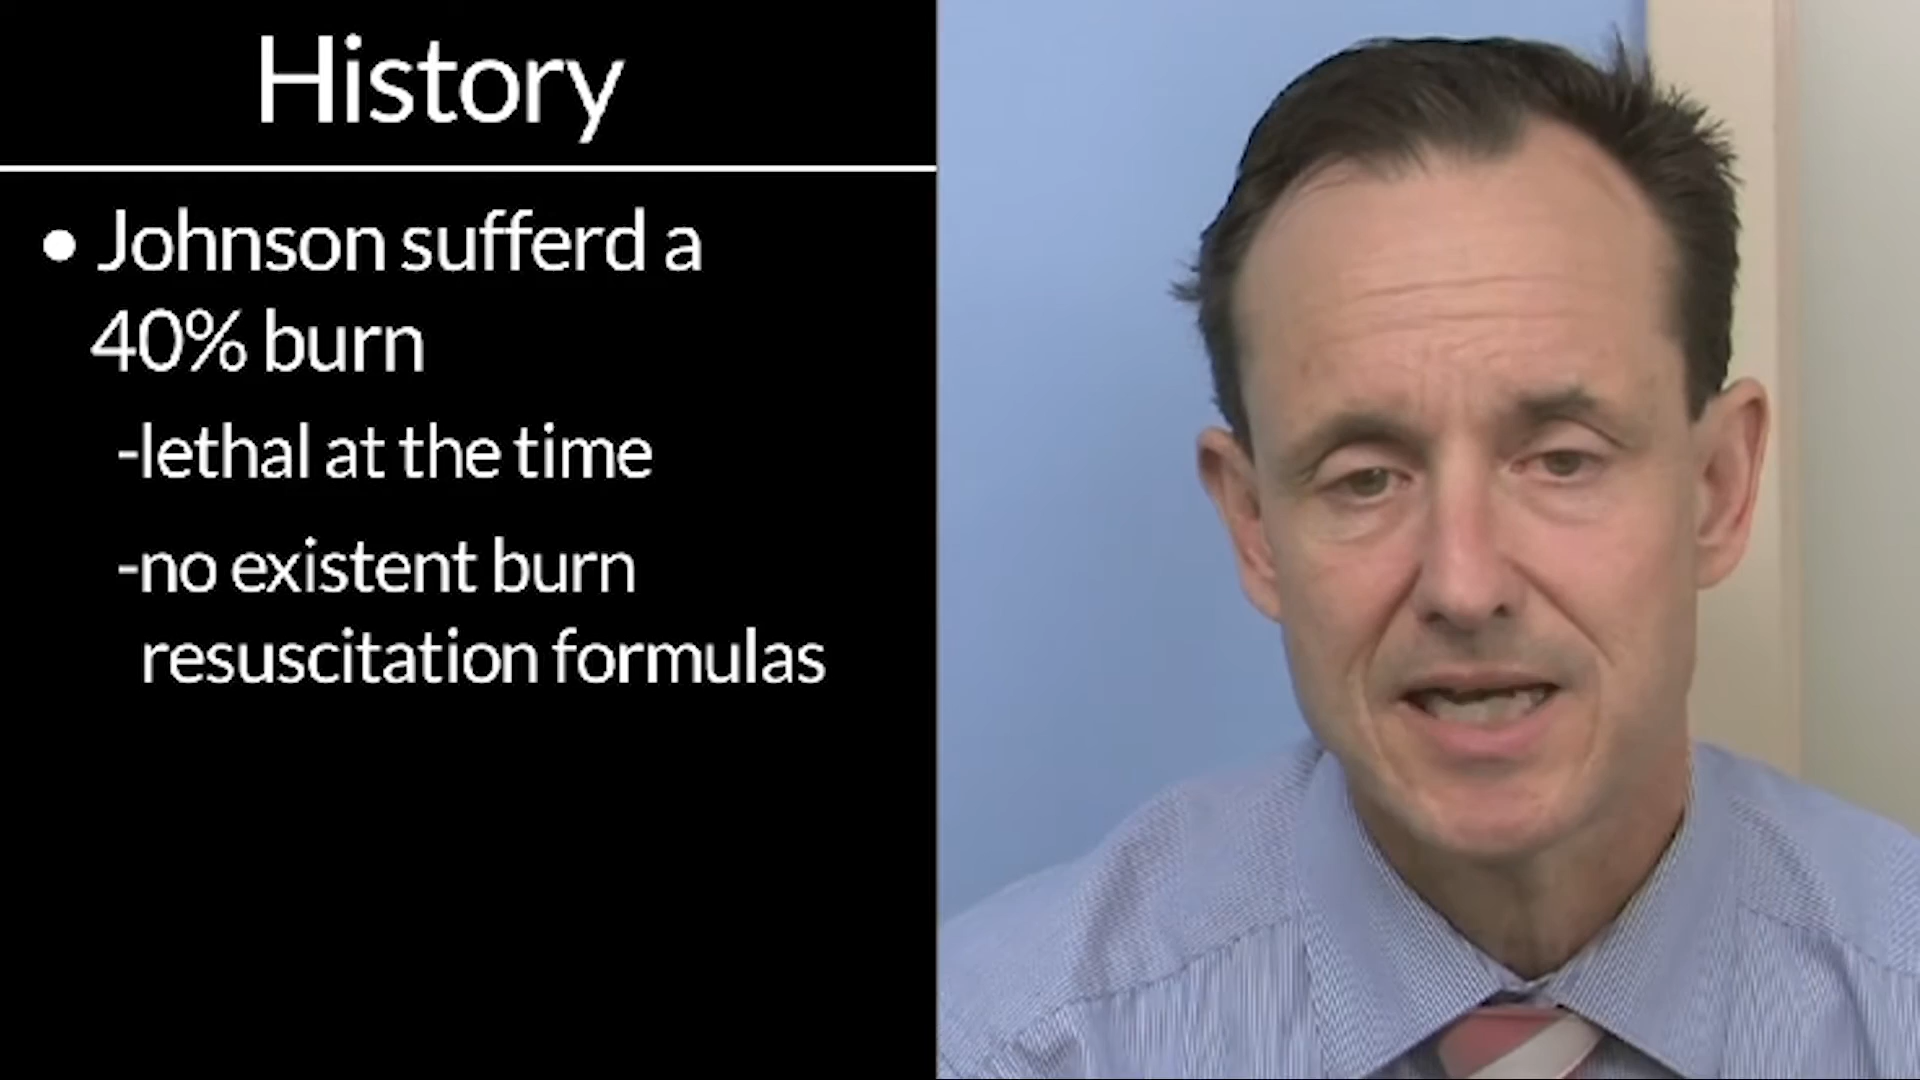 History
• Johnson sufferd a
40% burn
-lethal at the time
-no existent burn
resuscitation formulas